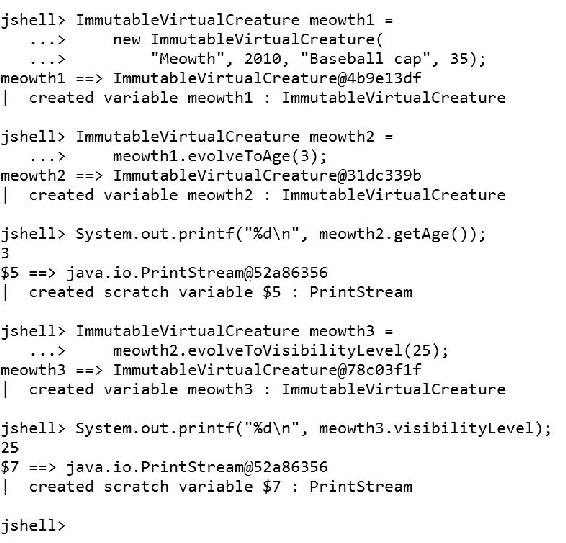 jshell> ImmutableVirtualCreature meowth1 =
   ...>     new ImmutableVirtualCreature(
   ...>         "Meowth", 2010, "Baseball cap", 35);
meowth1 ==> ImmutableVirtualCreature@4b9e13df
|  created variable meowth1 : ImmutableVirtualCreature

jshell> ImmutableVirtualCreature meowth2 =
   ...>     meowth1.evolveToAge(3);
meowth2 ==> ImmutableVirtualCreature@31dc339b
|  created variable meowth2 : ImmutableVirtualCreature

jshell> System.out.printf("%d\n", meowth2.getAge());
3
$5 ==> java.io.PrintStream@52a86356
|  created scratch variable $5 : PrintStream

jshell> ImmutableVirtualCreature meowth3 =
   ...>     meowth2.evolveToVisibilityLevel(25);
meowth3 ==> ImmutableVirtualCreature@78c03f1f
|  created variable meowth3 : ImmutableVirtualCreature

jshell> System.out.printf("%d\n", meowth3.visibilityLevel);
25
$7 ==> java.io.PrintStream@52a86356
|  created scratch variable $7 : PrintStream

jshell>